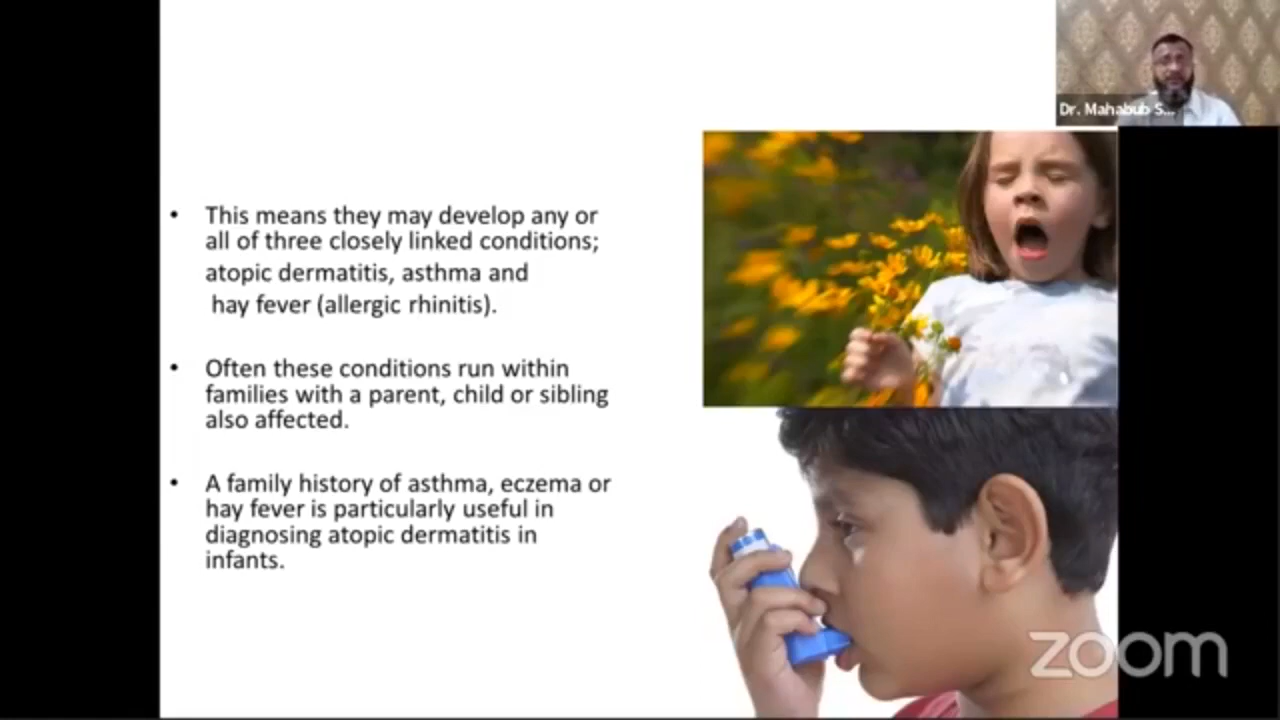 Dr. Mahabub S...
• This means they may develop any or
all of three closely linked conditions;
atopic dermatitis, asthma and
hay fever (allergic rhinitis).
• Often these conditions run within
families with a parent, child or sibling
also affected.
• A family history of asthma, eczema or
hay fever is particularly useful in
diagnosing atopic dermatitis in
infants.
zoom